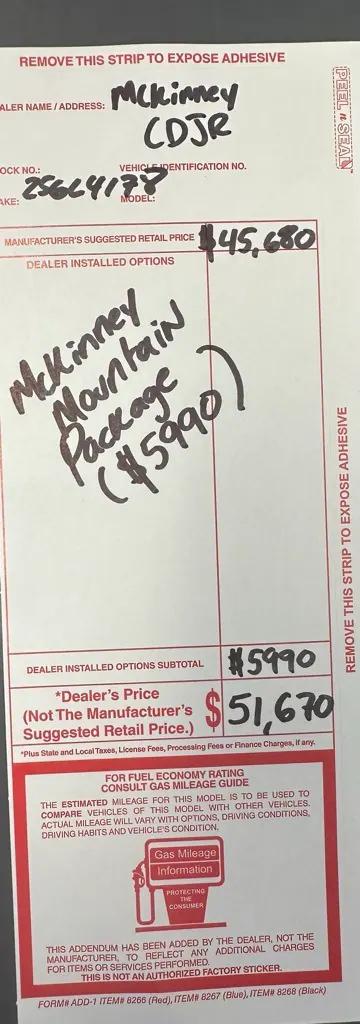 REMOVE THIS STRIP TO EXPOSE ADHESIVE
PEEL n SEAL
ALER NAME / ADDRESS: McKinney
CDJR
OCK NO.: VEHICLE IDENTIFICATION NO.
AKE: MODEL:
MANUFACTURER'S SUGGESTED RETAIL PRICE $45,680
DEALER INSTALLED OPTIONS
McKinney
Mountain
Package
($5990)
REMOVE THIS STRIP TO EXPOSE ADHESIVE
DEALER INSTALLED OPTIONS SUBTOTAL $5990
*Dealer's Price
(Not The Manufacturer's
Suggested Retail Price.) $51,670
*Plus State and Local Taxes, License Fees, Processing Fees or Finance Charges, if any.
FOR FUEL ECONOMY RATING
CONSULT GAS MILEAGE GUIDE
THE ESTIMATED MILEAGE FOR THIS MODEL IS TO BE USED TO
COMPARE VEHICLES OF THIS MODEL WITH OTHER VEHICLES.
ACTUAL MILEAGE WILL VARY WITH OPTIONS, DRIVING CONDITIONS,
DRIVING HABITS AND VEHICLE'S CONDITION.
Gas Mileage
Information
PROTECTING
THE
CONSUMER
THIS ADDENDUM HAS BEEN ADDED BY THE DEALER, NOT THE
MANUFACTURER, TO REFLECT ANY ADDITIONAL CHARGES
FOR ITEMS OR SERVICES PERFORMED.
THIS IS NOT AN AUTHORIZED FACTORY STICKER.
FORM# ADD-1 ITEM# 8266 (Red), ITEM# 8267 (Blue), ITEM# 8268 (Black)